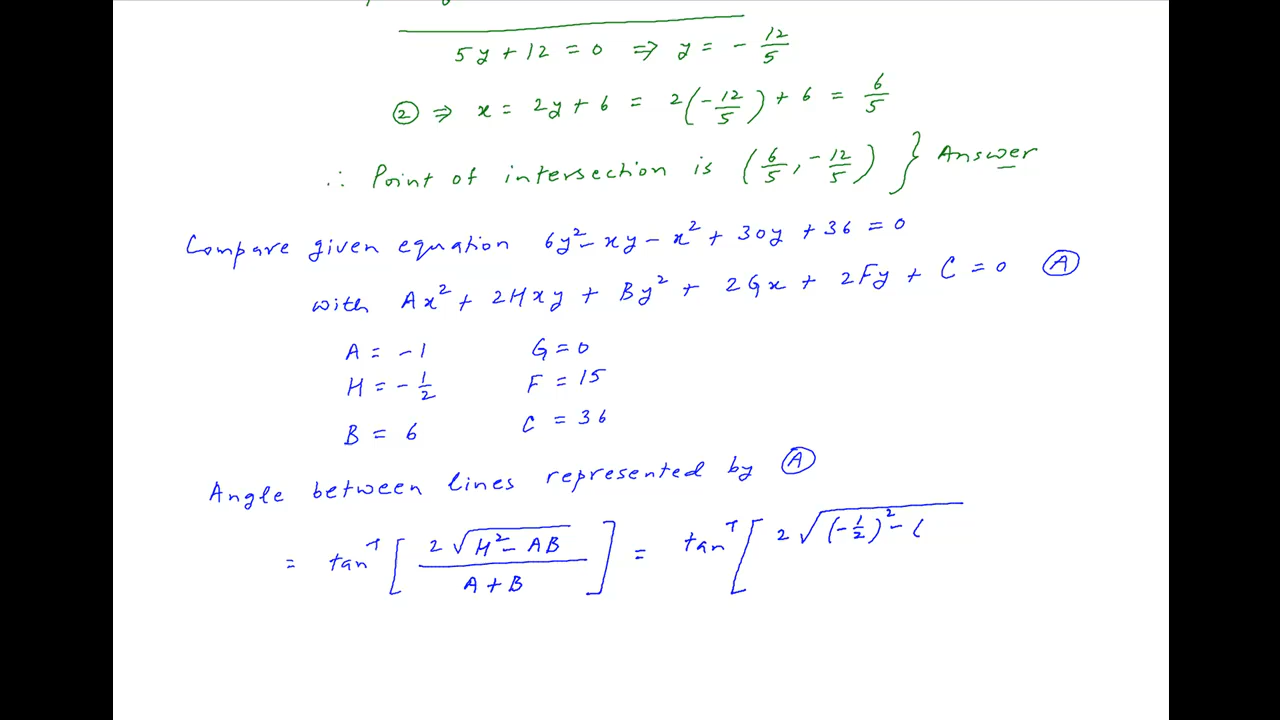 5y + 12 = 0 ⇒ y = - 12/5
② ⇒ x = 2y + 6 = 2(-12/5) + 6 = 6/5
∴ Point of intersection is (6/5, -12/5) } Answer
Compare given equation 6y² - xy - x² + 30y + 36 = 0
with Ax² + 2Hxy + By² + 2Gx + 2Fy + C = 0 Ⓐ
A = -1 G = 0
H = -1/2 F = 15
B = 6 C = 36
Angle between lines represented by Ⓐ
= tan⁻¹ [ 2√(H² - AB) / A + B ] = tan⁻¹ [ 2√((-1/2)² - (